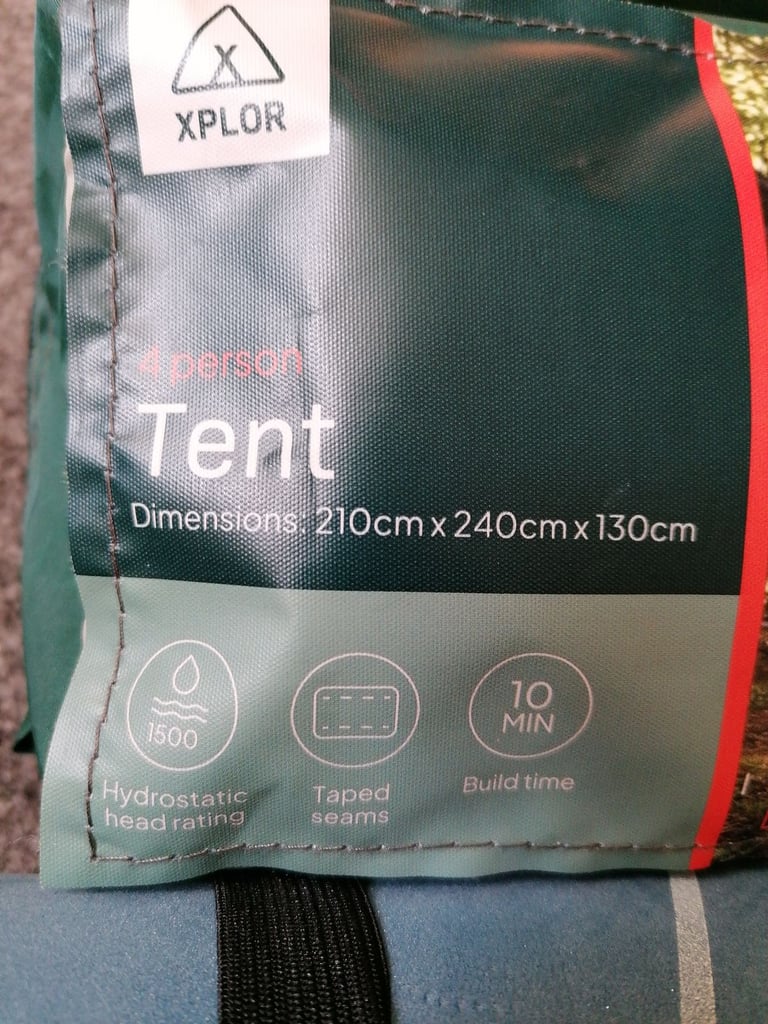 X
XPLOR
4 person
Tent
Dimensions: 210cm x 240cm x 130cm
1500
Hydrostatic
head rating
Taped
seams
10
MIN
Build time